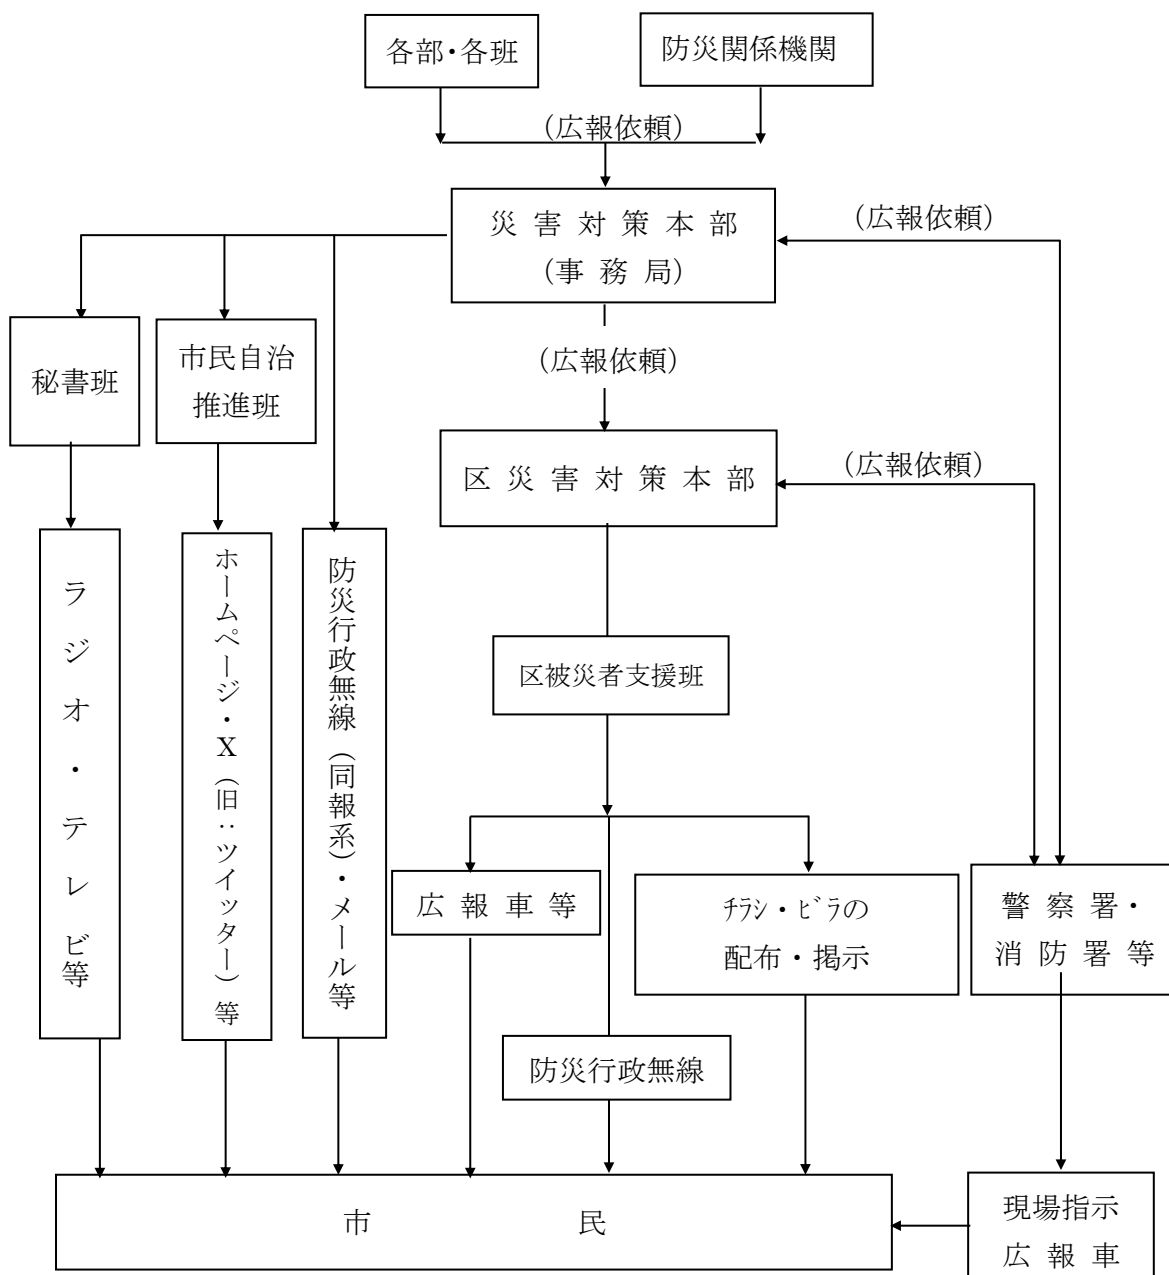 各部・各班
防災関係機関
(広報依頼)
災害対策本部
(事務局)
(広報依頼)
(広報依頼)
秘書班
市民自治
推進班
区災害対策本部
(広報依頼)
ラジオ・テレビ等
ホームページ・X(旧:ツイッター)等
防災行政無線(同報系)・メール等
区被災者支援班
広報車等
チラシ・ビラの
配布・掲示
警察署・
消防署等
防災行政無線
市民
現場指示
広報車